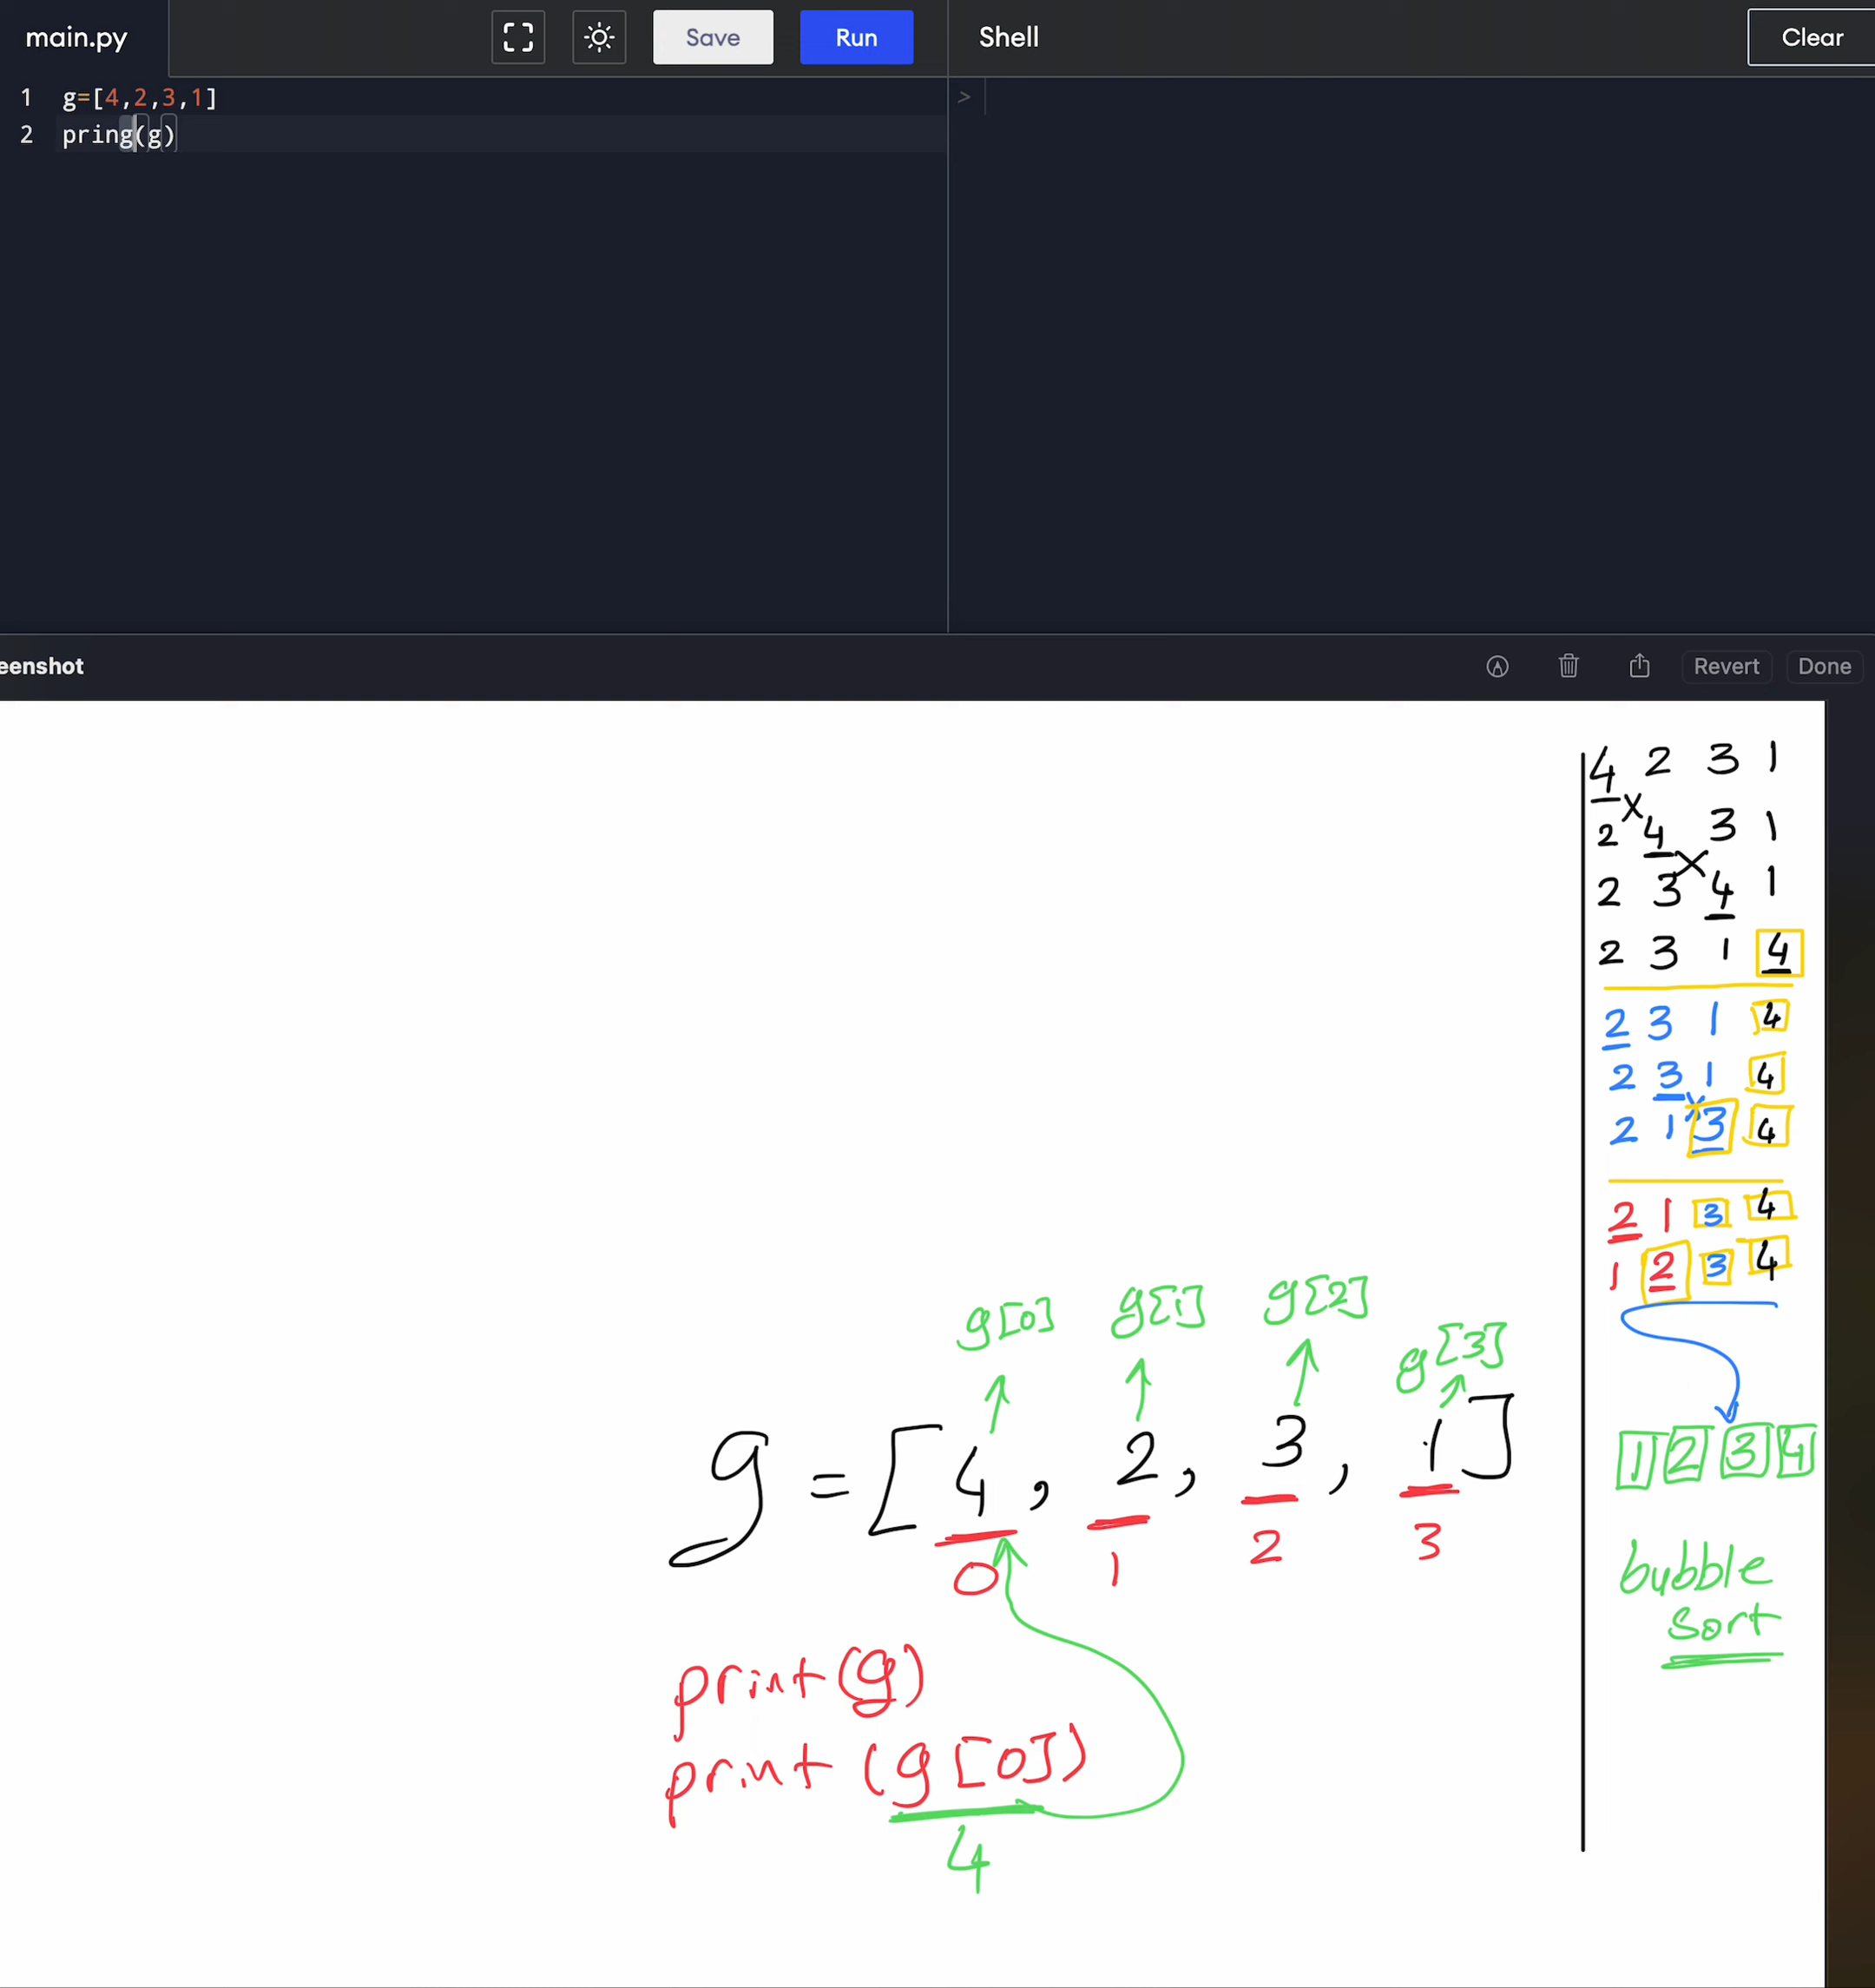 main.py Save Run Shell Clear
1 g=[4,2,3,1]
2 pring(g)
>
eenshot Revert Done
4 2 3 1
2 4 3 1
2 3 4 1
2 3 1 4
2 3 1 4
2 3 1 4
2 1 3 4
2 1 3 4
1 2 3 4
1 2 3 4
bubble
sort
g[0] g[1] g[2] g[3]
g = [4, 2, 3, 1]
0 1 2 3
print(g)
print(g[0])
4